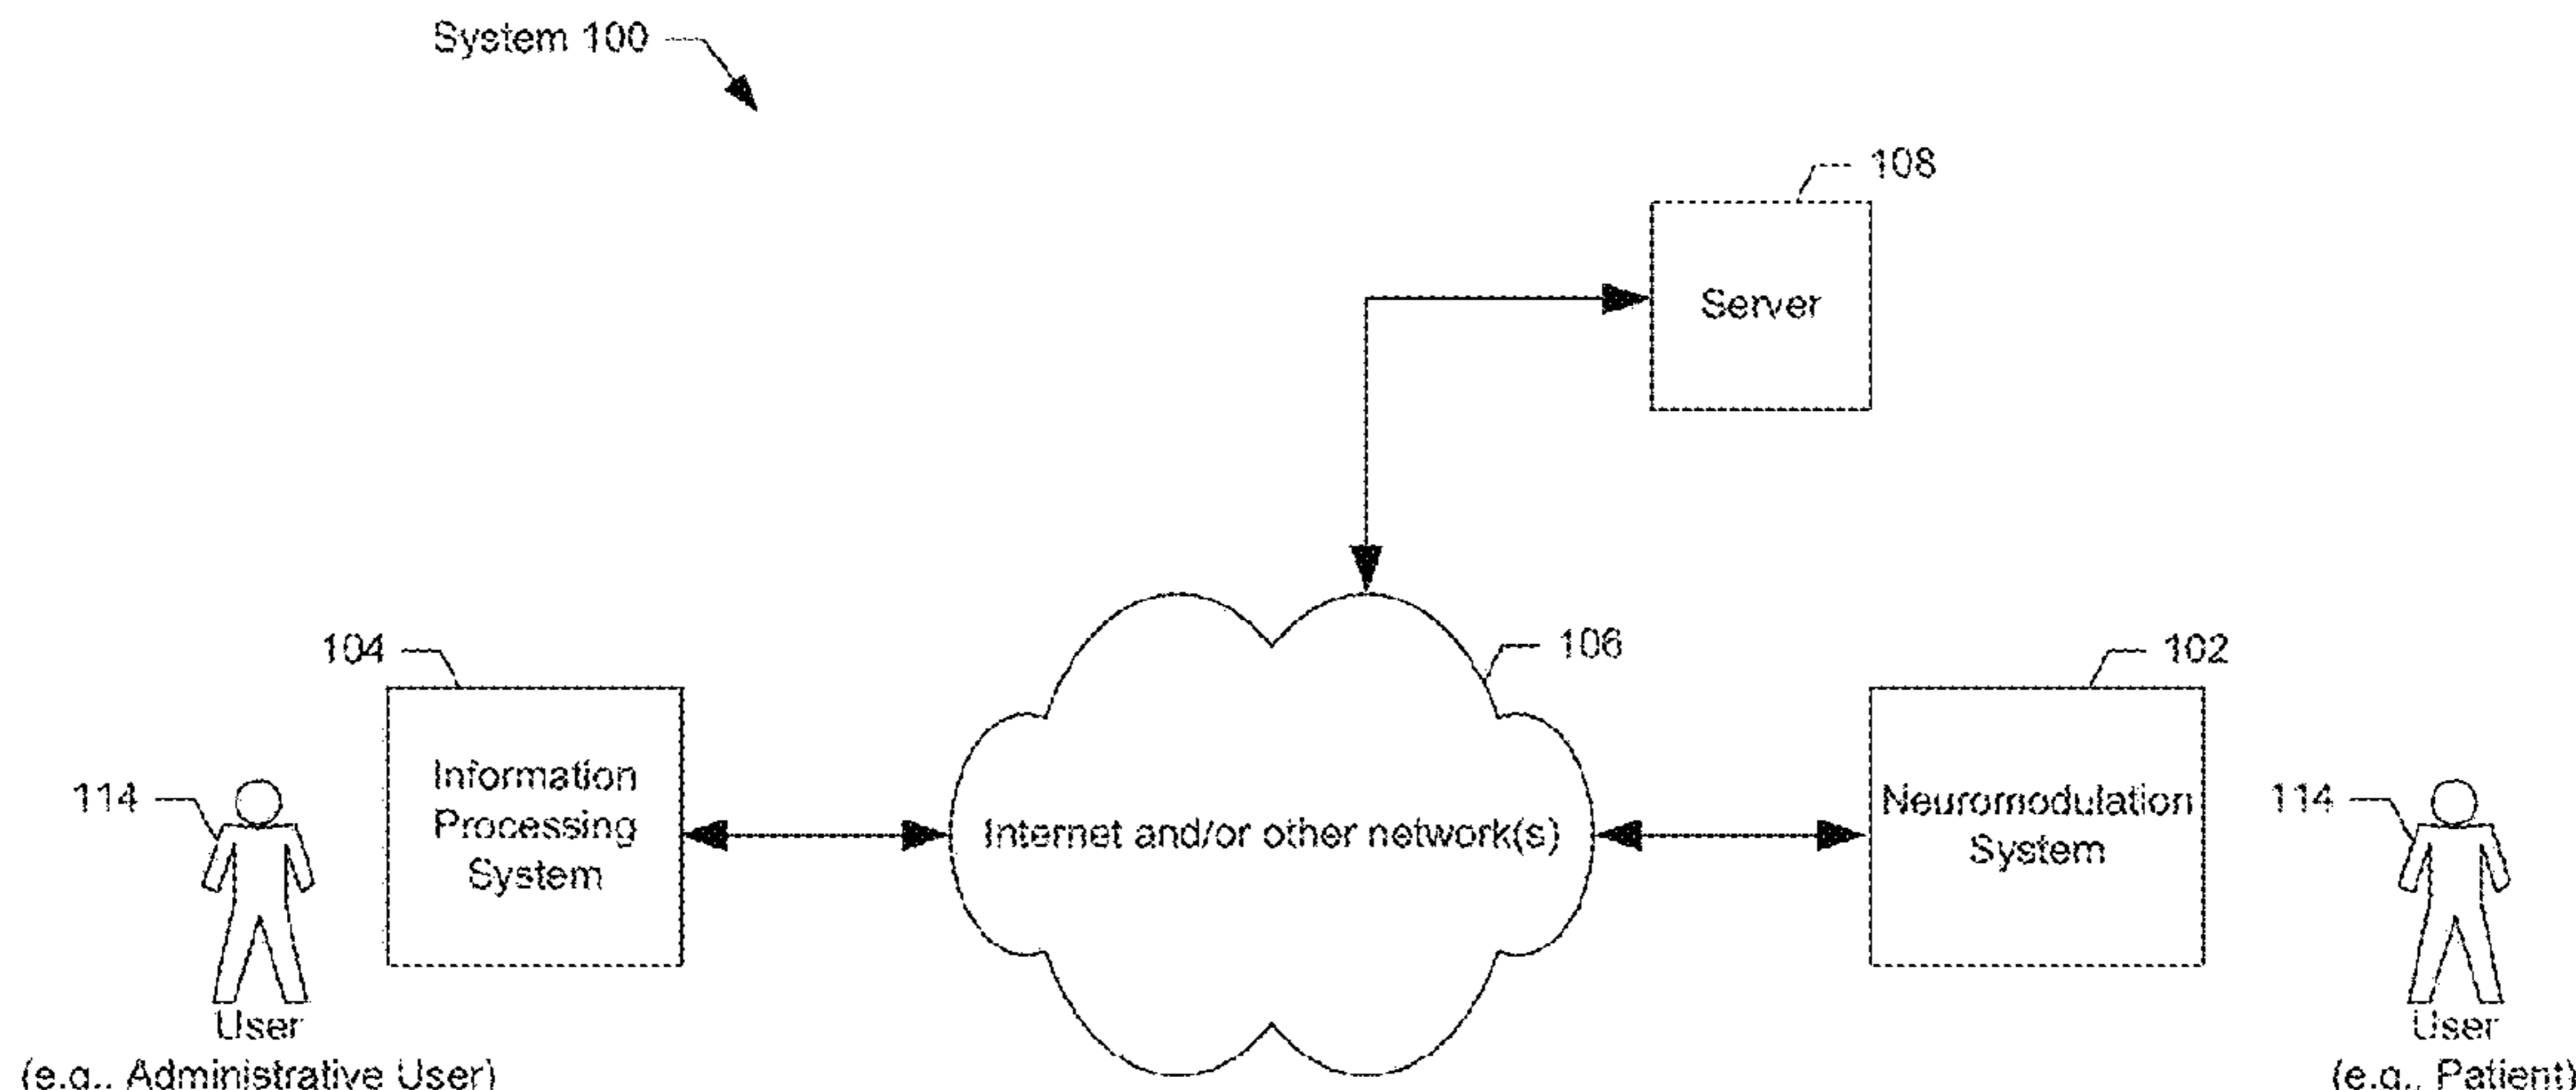 System 100
108
Server
104
106
102
Information
Processing
System
Internet and/or other network(s)
Neuromodulation
System
114
114
User
(e.g., Administrative User)
User
(e.g., Patient)